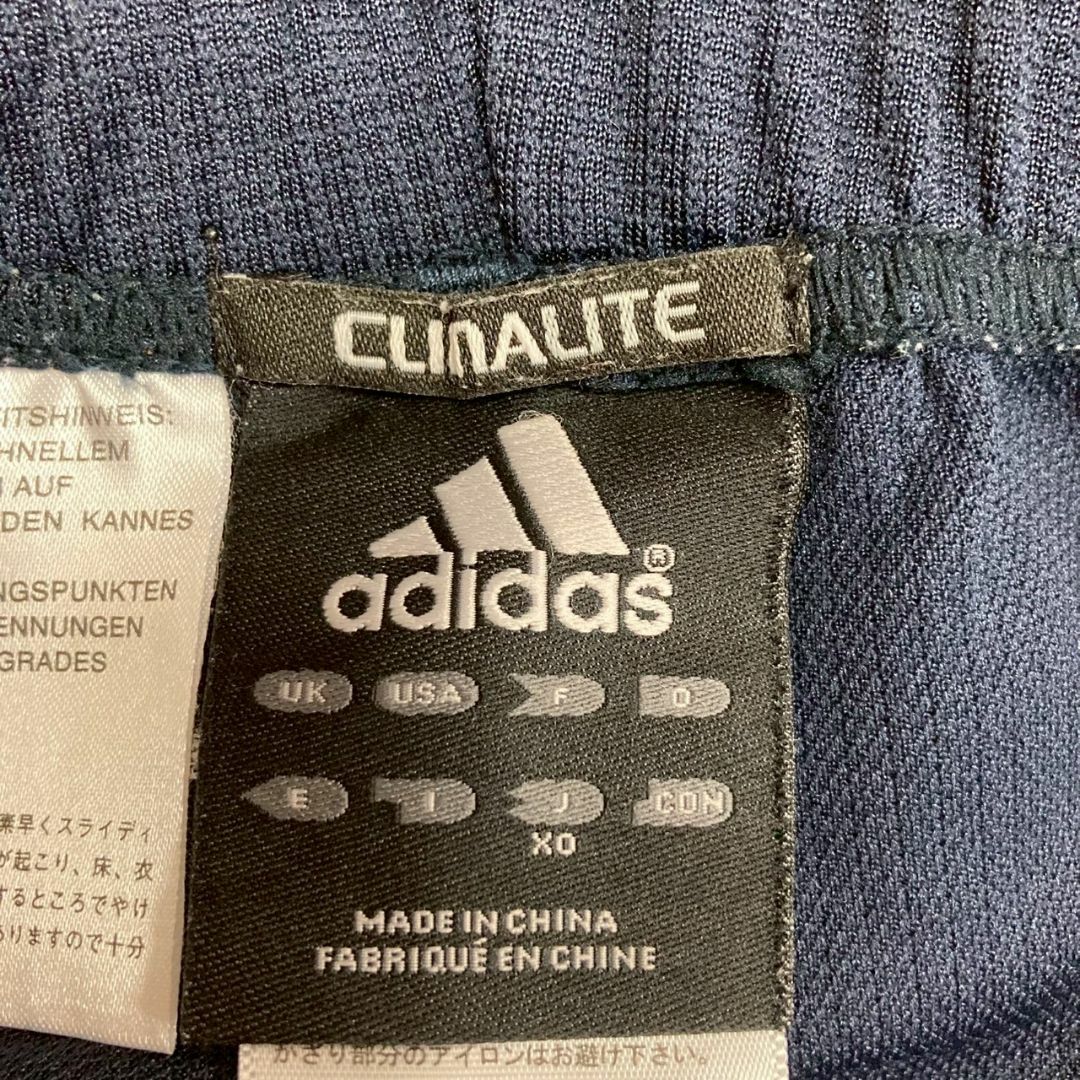 CLIMALITE
adidas®
UK USA F D
E I J CON
XO
MADE IN CHINA
FABRIQUÉ EN CHINE
ITSHINWEIS:
HNELLEM
AUF
DEN KANNES
NGSPUNKTEN
ENNUNGEN
GRADES
早くスライディ
が起こり、床、衣
するところでやけ
ありますので十分
かざり部分のアイロンはお避け下さい。